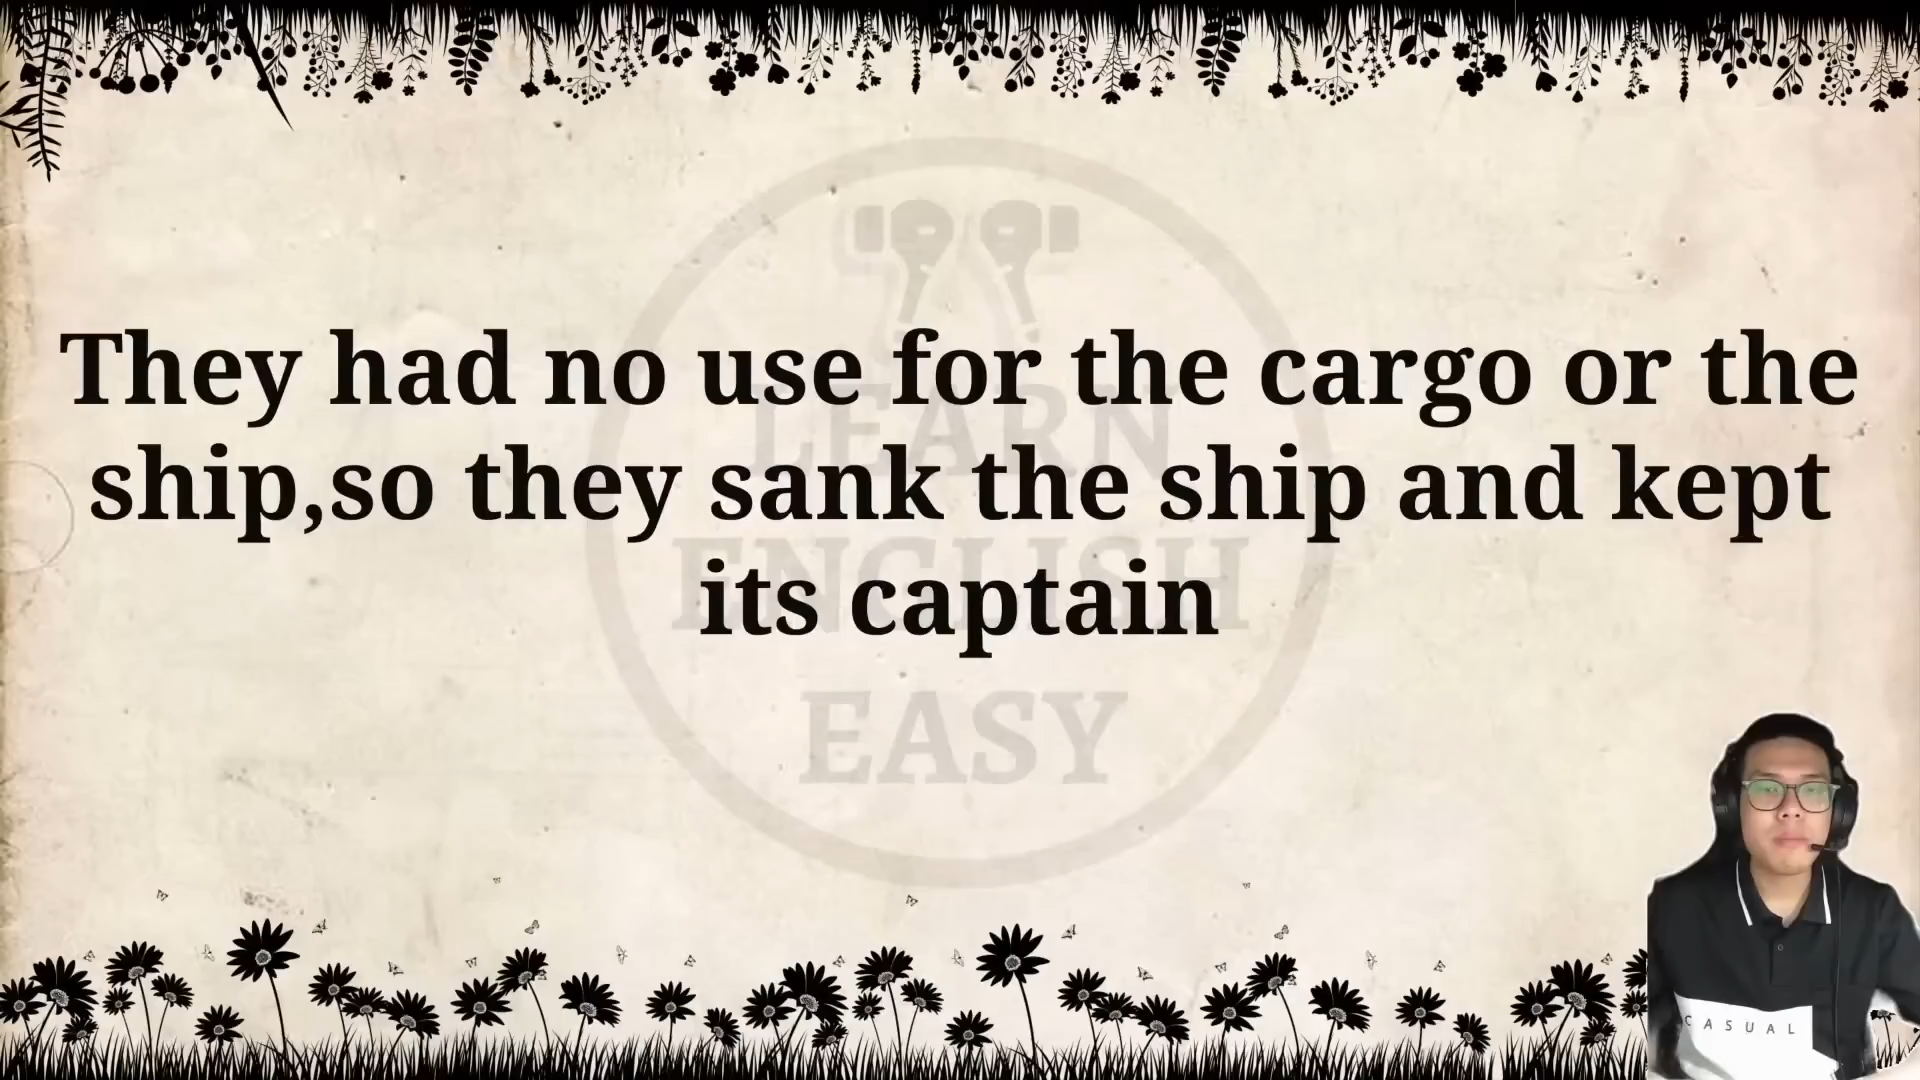 They had no use for the cargo or the
ship,so they sank the ship and kept
its captain
LEARN
ENGLISH
EASY
CASUAL